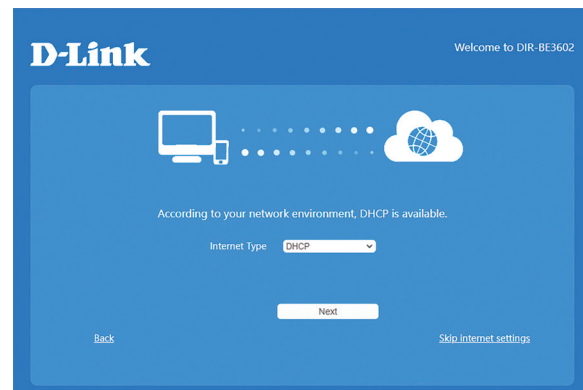 D-Link
Welcome to DIR-BE3602
According to your network environment, DHCP is available.
Internet Type DHCP
Next
Back Skip internet settings